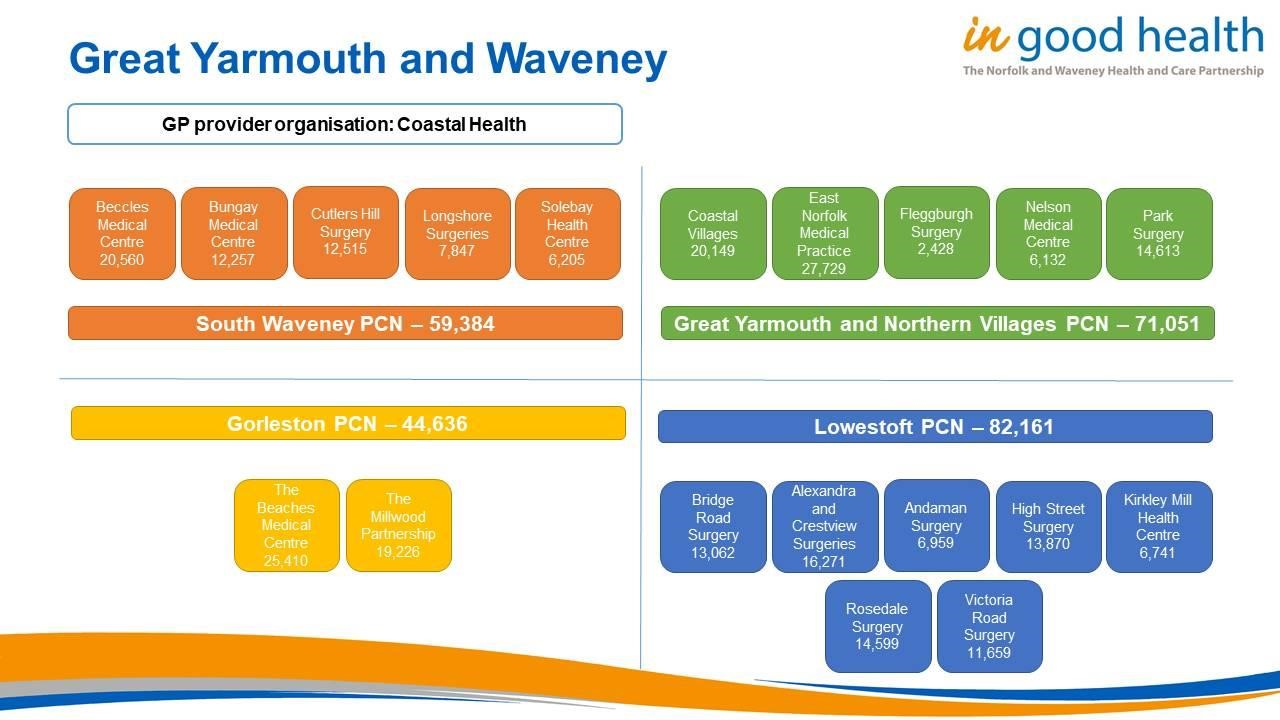 Great Yarmouth and Waveney
in good health
The Norfolk and Waveney Health and Care Partnership
GP provider organisation: Coastal Health
Beccles
Medical
Centre
20,560
Bungay
Medical
Centre
12,257
Cutlers Hill
Surgery
12,515
Longshore
Surgeries
7,847
Solebay
Health
Centre
6,205
South Waveney PCN – 59,384
Coastal
Villages
20,149
East
Norfolk
Medical
Practice
27,729
Fleggburgh
Surgery
2,428
Nelson
Medical
Centre
6,132
Park
Surgery
14,613
Great Yarmouth and Northern Villages PCN – 71,051
Gorleston PCN – 44,636
The
Beaches
Medical
Centre
25,410
The
Millwood
Partnership
19,226
Lowestoft PCN – 82,161
Bridge
Road
Surgery
13,062
Alexandra
and
Crestview
Surgeries
16,271
Andaman
Surgery
6,959
High Street
Surgery
13,870
Kirkley Mill
Health
Centre
6,741
Rosedale
Surgery
14,599
Victoria
Road
Surgery
11,659